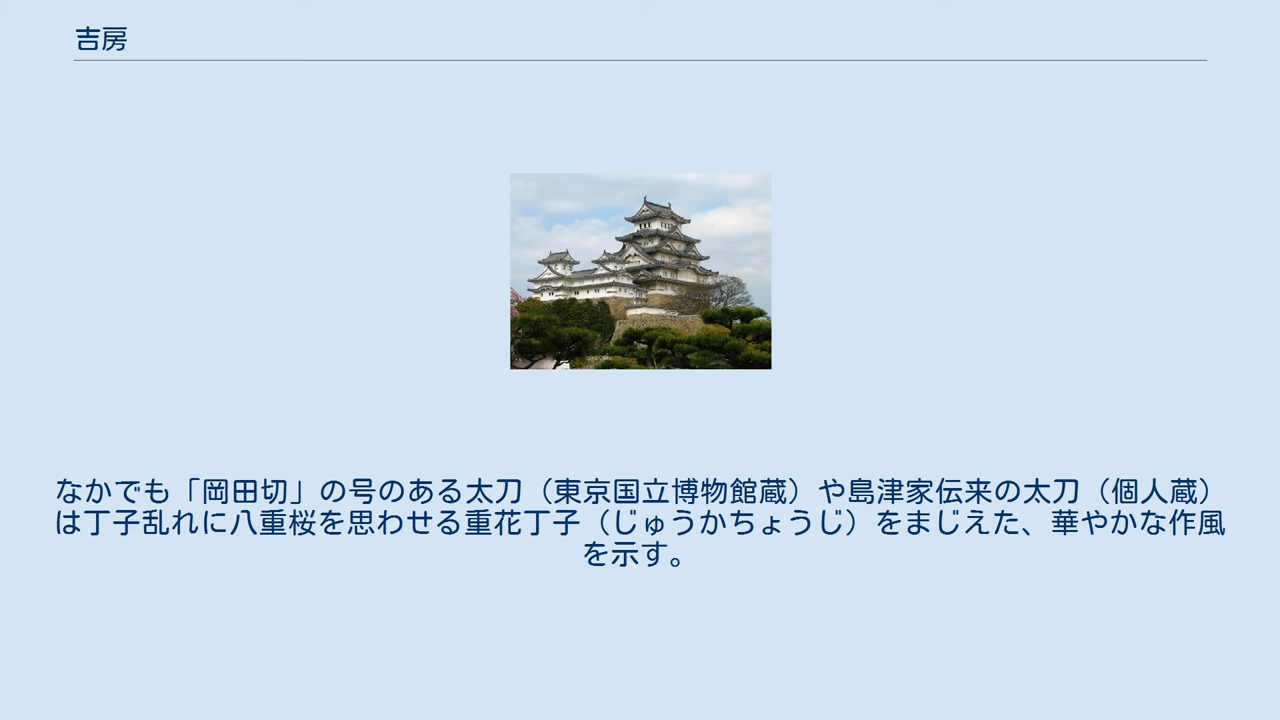 吉房
なかでも「岡田切」の号のある太刀（東京国立博物館蔵）や島津家伝来の太刀（個人蔵）
は丁子乱れに八重桜を思わせる重花丁子（じゅうかちょうじ）をまじえた、華やかな作風
を示す。